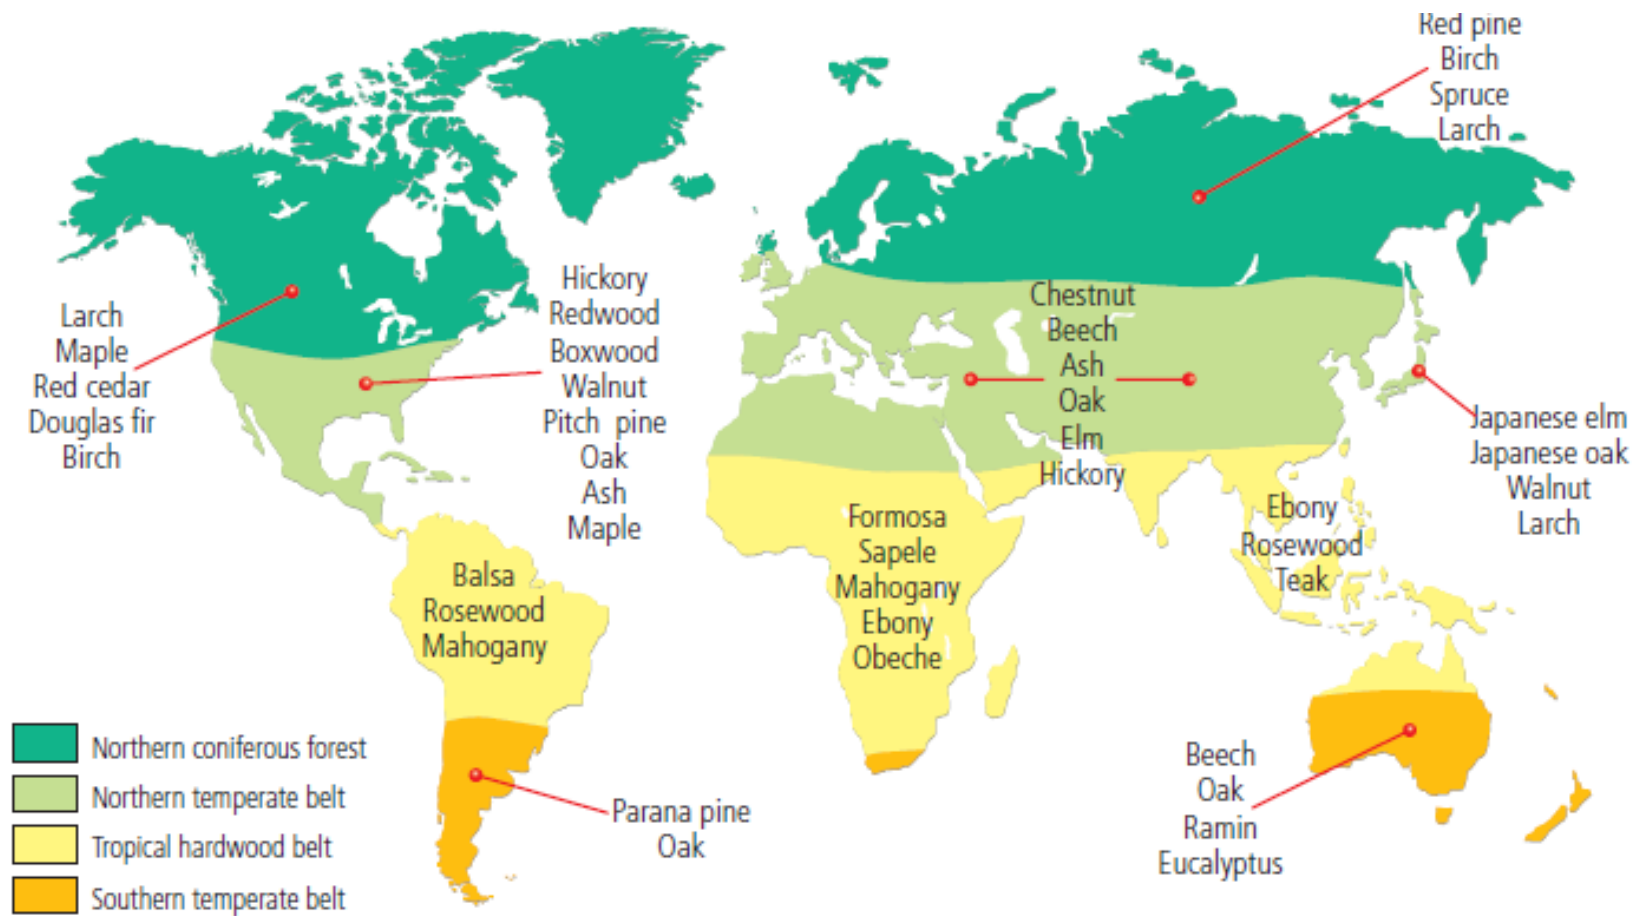 Red pine
Birch
Spruce
Larch
Hickory
Redwood
Boxwood
Walnut
Pitch pine
Oak
Ash
Maple
Larch
Maple
Red cedar
Douglas fir
Birch
Chestnut
Beech
Ash
Oak
Elm
Hickory
Japanese elm
Japanese oak
Walnut
Larch
Formosa
Sapele
Mahogany
Ebony
Obeche
Ebony
Rosewood
Teak
Balsa
Rosewood
Mahogany
Parana pine
Oak
Beech
Oak
Ramin
Eucalyptus
Northern coniferous forest
Northern temperate belt
Tropical hardwood belt
Southern temperate belt